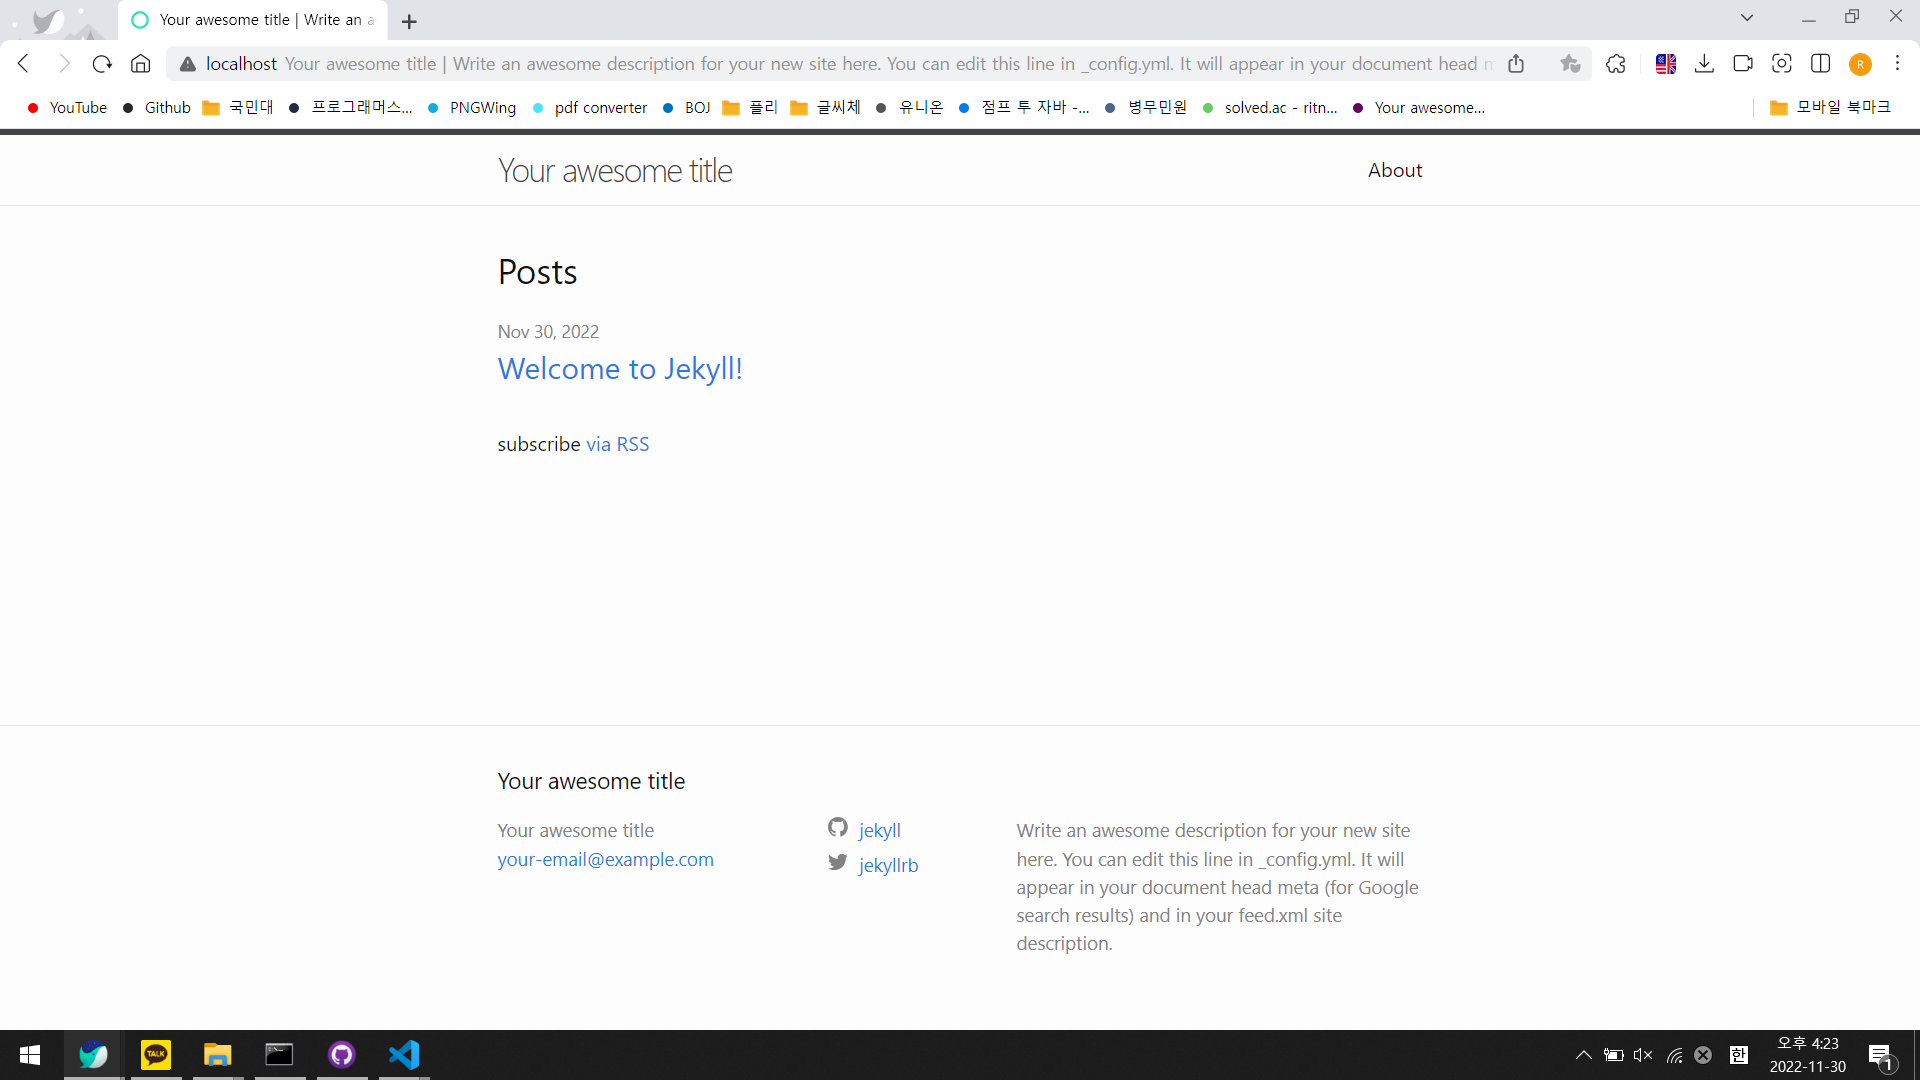 Your awesome title | Write an a
localhost Your awesome title | Write an awesome description for your new site here. You can edit this line in _config.yml. It will appear in your document head m
R
YouTube Github 국민대 프로그래머스... PNGWing pdf converter BOJ 플리 글씨체 유니온 점프 투 자바 -... 병무민원 solved.ac - ritn... Your awesome... 모바일 북마크
Your awesome title About
Posts
Nov 30, 2022
Welcome to Jekyll!
subscribe via RSS
Your awesome title
Your awesome title
your-email@example.com
jekyll
jekyllrb
Write an awesome description for your new site
here. You can edit this line in _config.yml. It will
appear in your document head meta (for Google
search results) and in your feed.xml site
description.
TALK
한
오후 4:23
2022-11-30
1